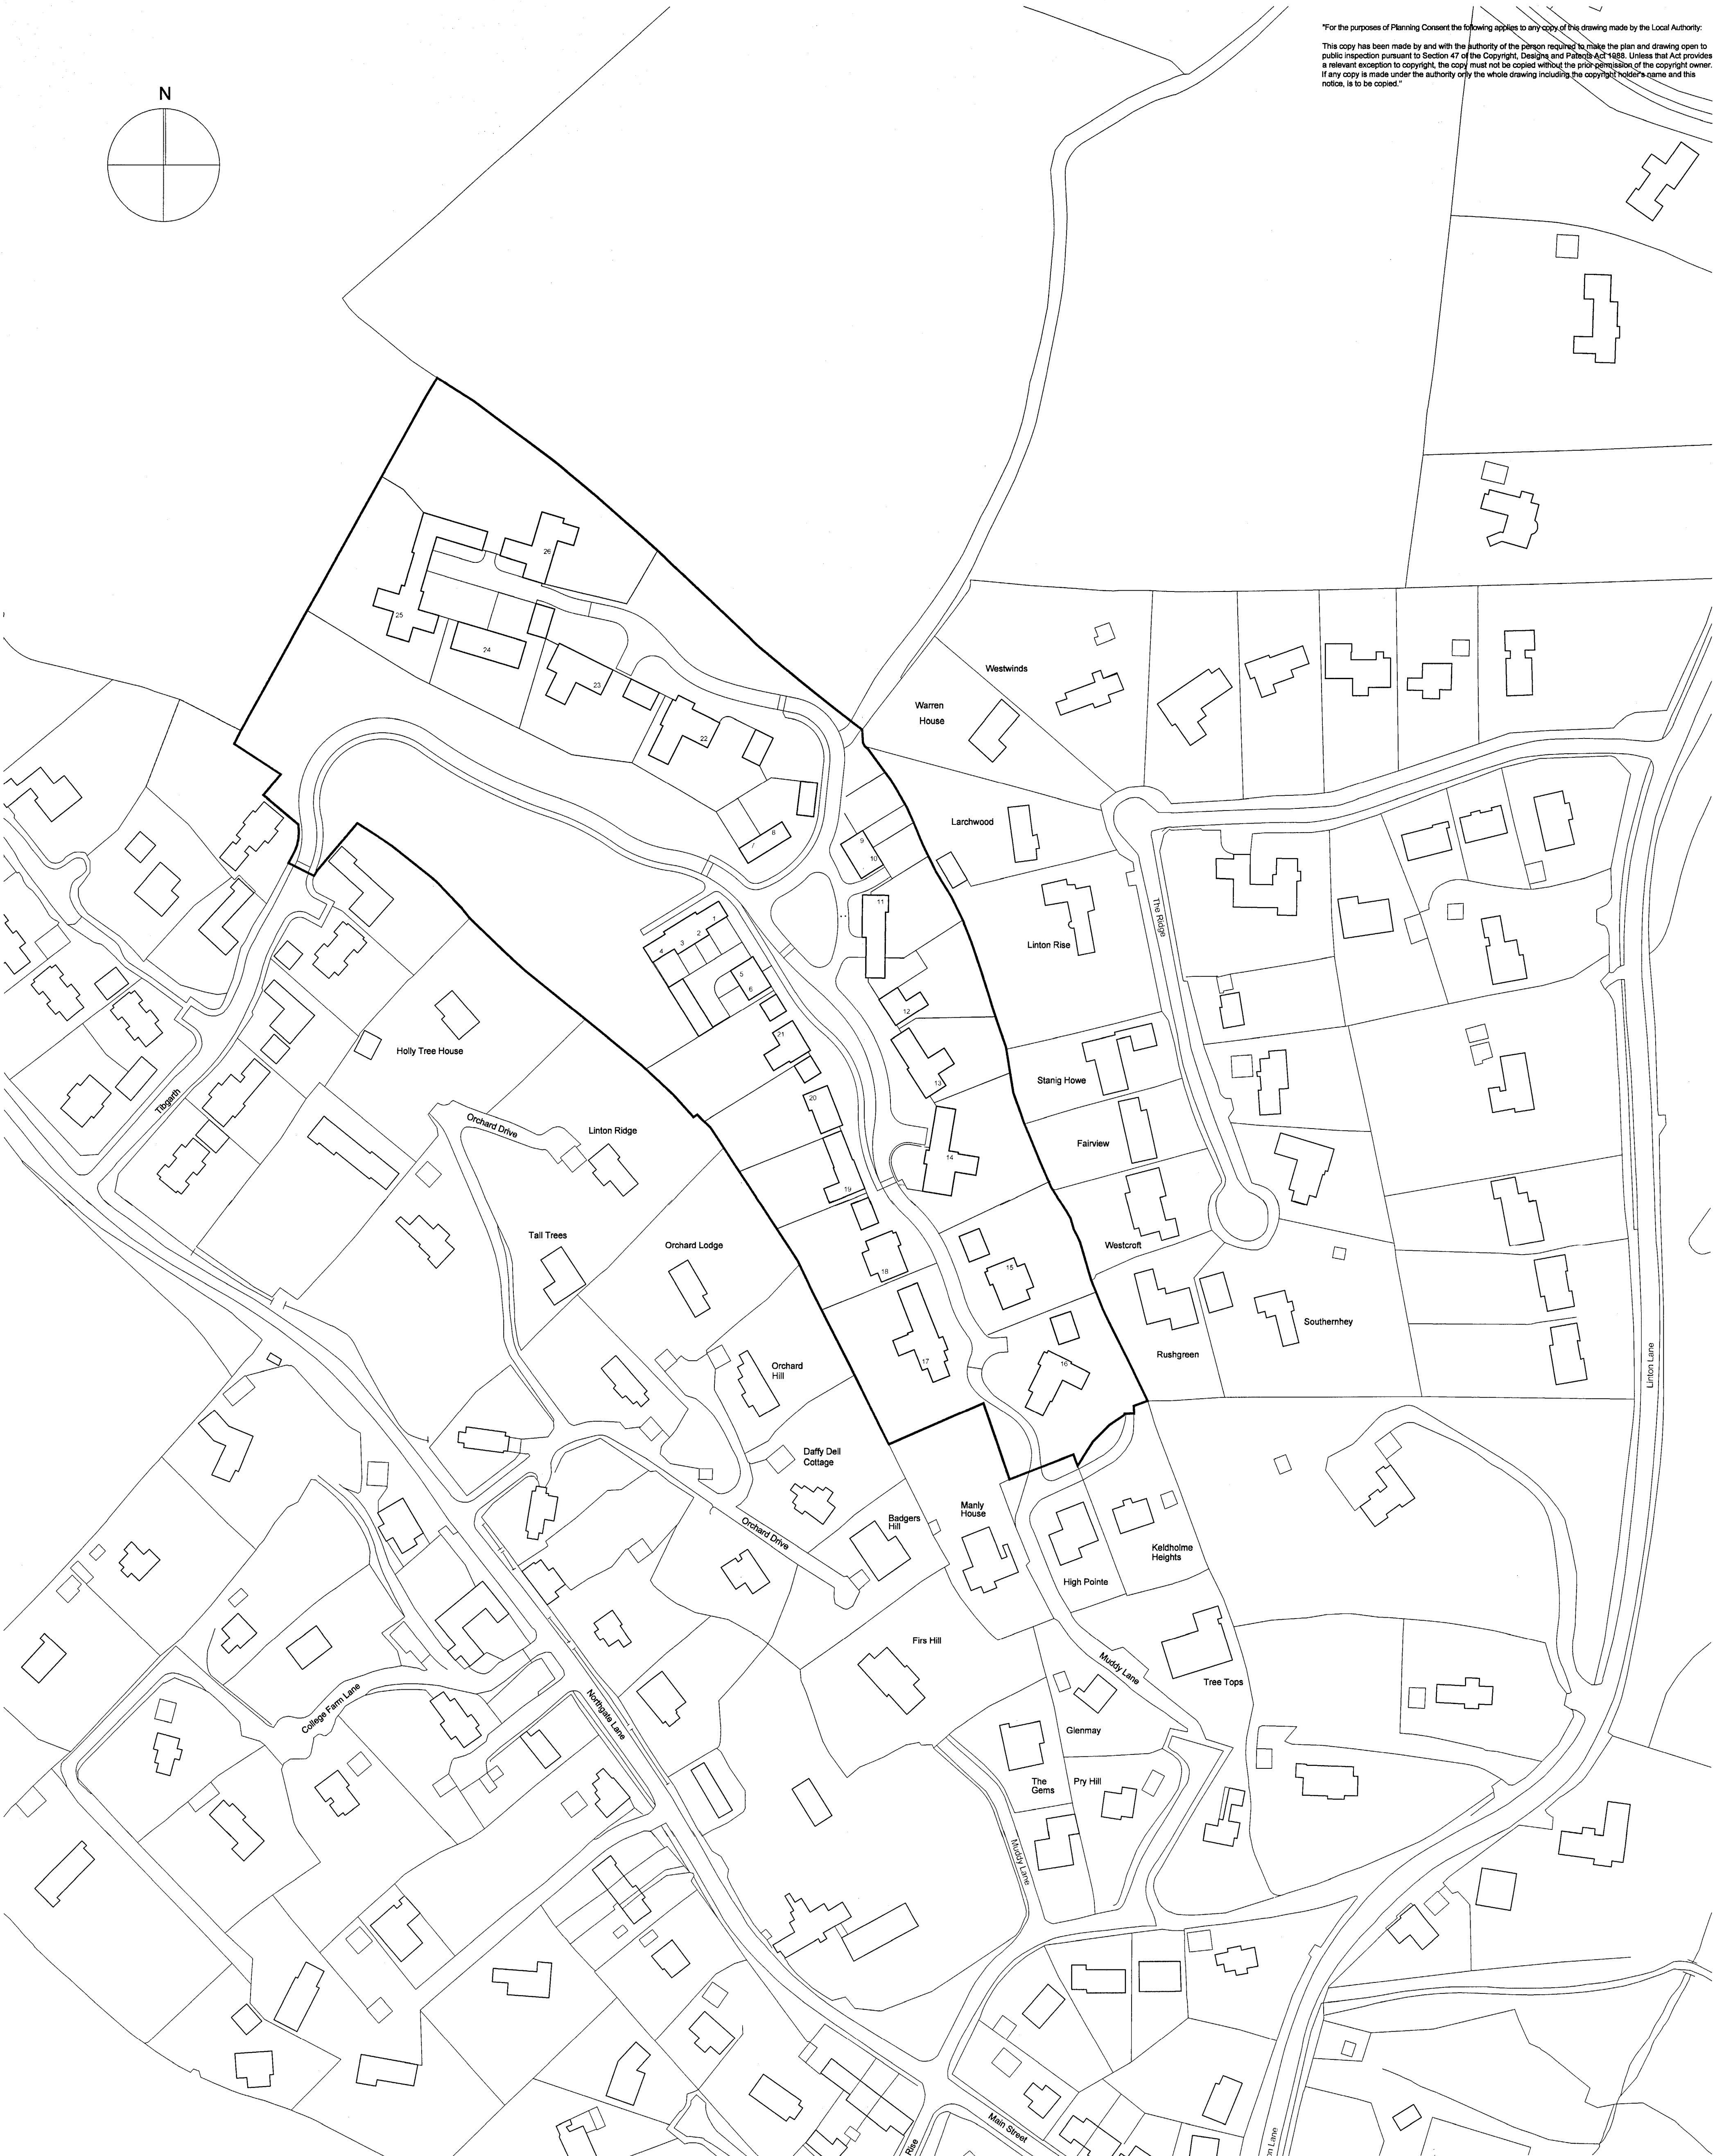 "For the purposes of Planning Consent the following applies to any copy of this drawing made by the Local Authority:
This copy has been made by and with the authority of the person required to make the plan and drawing open to
public inspection pursuant to Section 47 of the Copyright, Designs and Patents Act 1988. Unless that Act provides
a relevant exception to copyright, the copy must not be copied without the prior permission of the copyright owner.
If any copy is made under the authority only the whole drawing including the copyright holder's name and this
notice, is to be copied."
N
26
25
24
23
22
Westwinds
Warren
House
8
7
9
10
Larchwood
11
1
2
3
4
5
6
The Ridge
Linton Rise
12
21
13
Holly Tree House
Stanig Howe
Tibgarth
20
Orchard Drive
Linton Ridge
Fairview
14
19
Tall Trees
Orchard Lodge
Westcroft
18
15
Southernhey
Rushgreen
Linton Lane
17
16
Orchard
Hill
Daffy Dell
Cottage
Manly
House
Badgers
Hill
Orchard Drive
Keldholme
Heights
High Pointe
Firs Hill
Muddy Lane
Tree Tops
College Farm Lane
Northgate Lane
Glenmay
The
Gems
Pry Hill
Muddy Lane
Main Street
Rise
n Lane